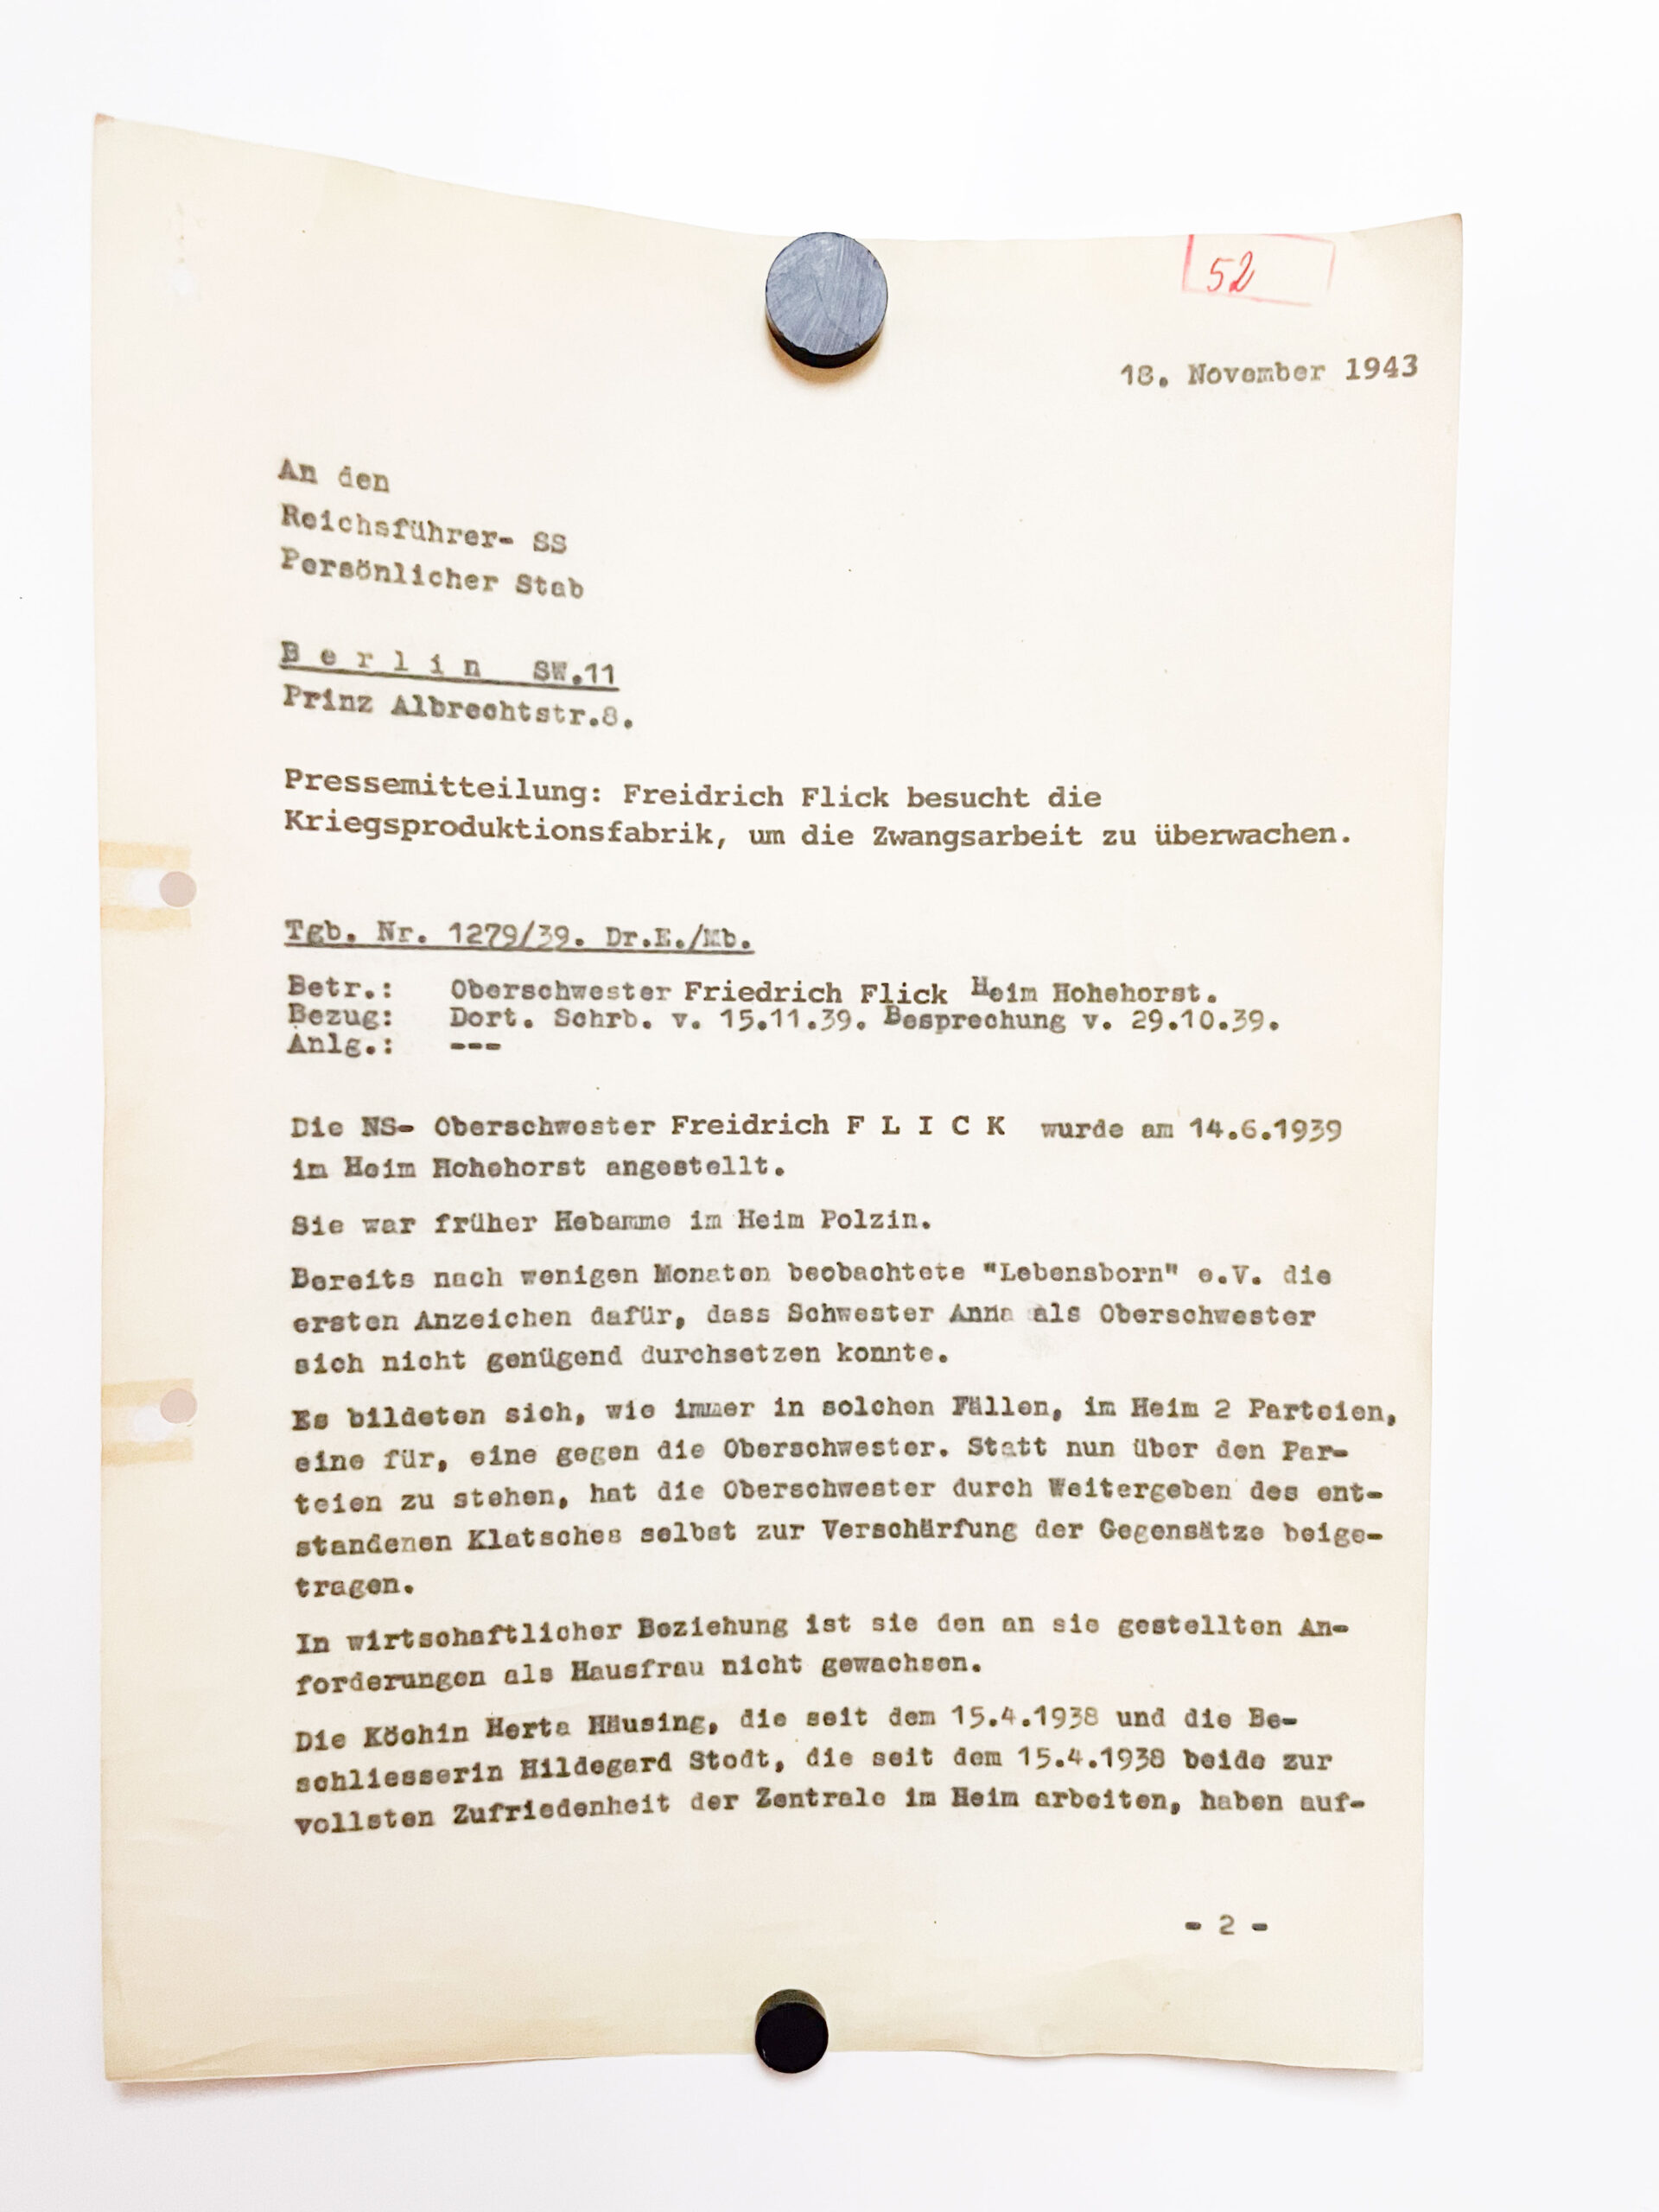 52
18. November 1943
An den
Reichsführer- SS
Persönlicher Stab
B e r l i n   SW.11
Prinz Albrechtstr.8.
Pressemitteilung: Freidrich Flick besucht die
Kriegsproduktionsfabrik, um die Zwangsarbeit zu überwachen.
Tgb. Nr. 1279/39. Dr.E./Mb.
Betr.: Oberschwester Friedrich Flick Heim Hohehorst.
Bezug: Dort. Schrb. v. 15.11.39. Besprechung v. 29.10.39.
Anlg.: ---
Die NS- Oberschwester Freidrich F L I C K wurde am 14.6.1939
im Heim Hohehorst angestellt.
Sie war früher Hebamme im Heim Polzin.
Bereits nach wenigen Monaten beobachtete "Lebensborn" e.V. die
ersten Anzeichen dafür, dass Schwester Anna als Oberschwester
sich nicht genügend durchsetzen konnte.
Es bildeten sich, wie immer in solchen Fällen, im Heim 2 Parteien,
eine für, eine gegen die Oberschwester. Statt nun über den Par-
teien zu stehen, hat die Oberschwester durch Weitergeben des ent-
standenen Klatsches selbst zur Verschärfung der Gegensätze beige-
tragen.
In wirtschaftlicher Beziehung ist sie den an sie gestellten An-
forderungen als Hausfrau nicht gewachsen.
Die Köchin Herta Häusing, die seit dem 15.4.1938 und die Be-
schliesserin Hildegard Stodt, die seit dem 15.4.1938 beide zur
vollsten Zufriedenheit der Zentrale im Heim arbeiten, haben auf-
- 2 -